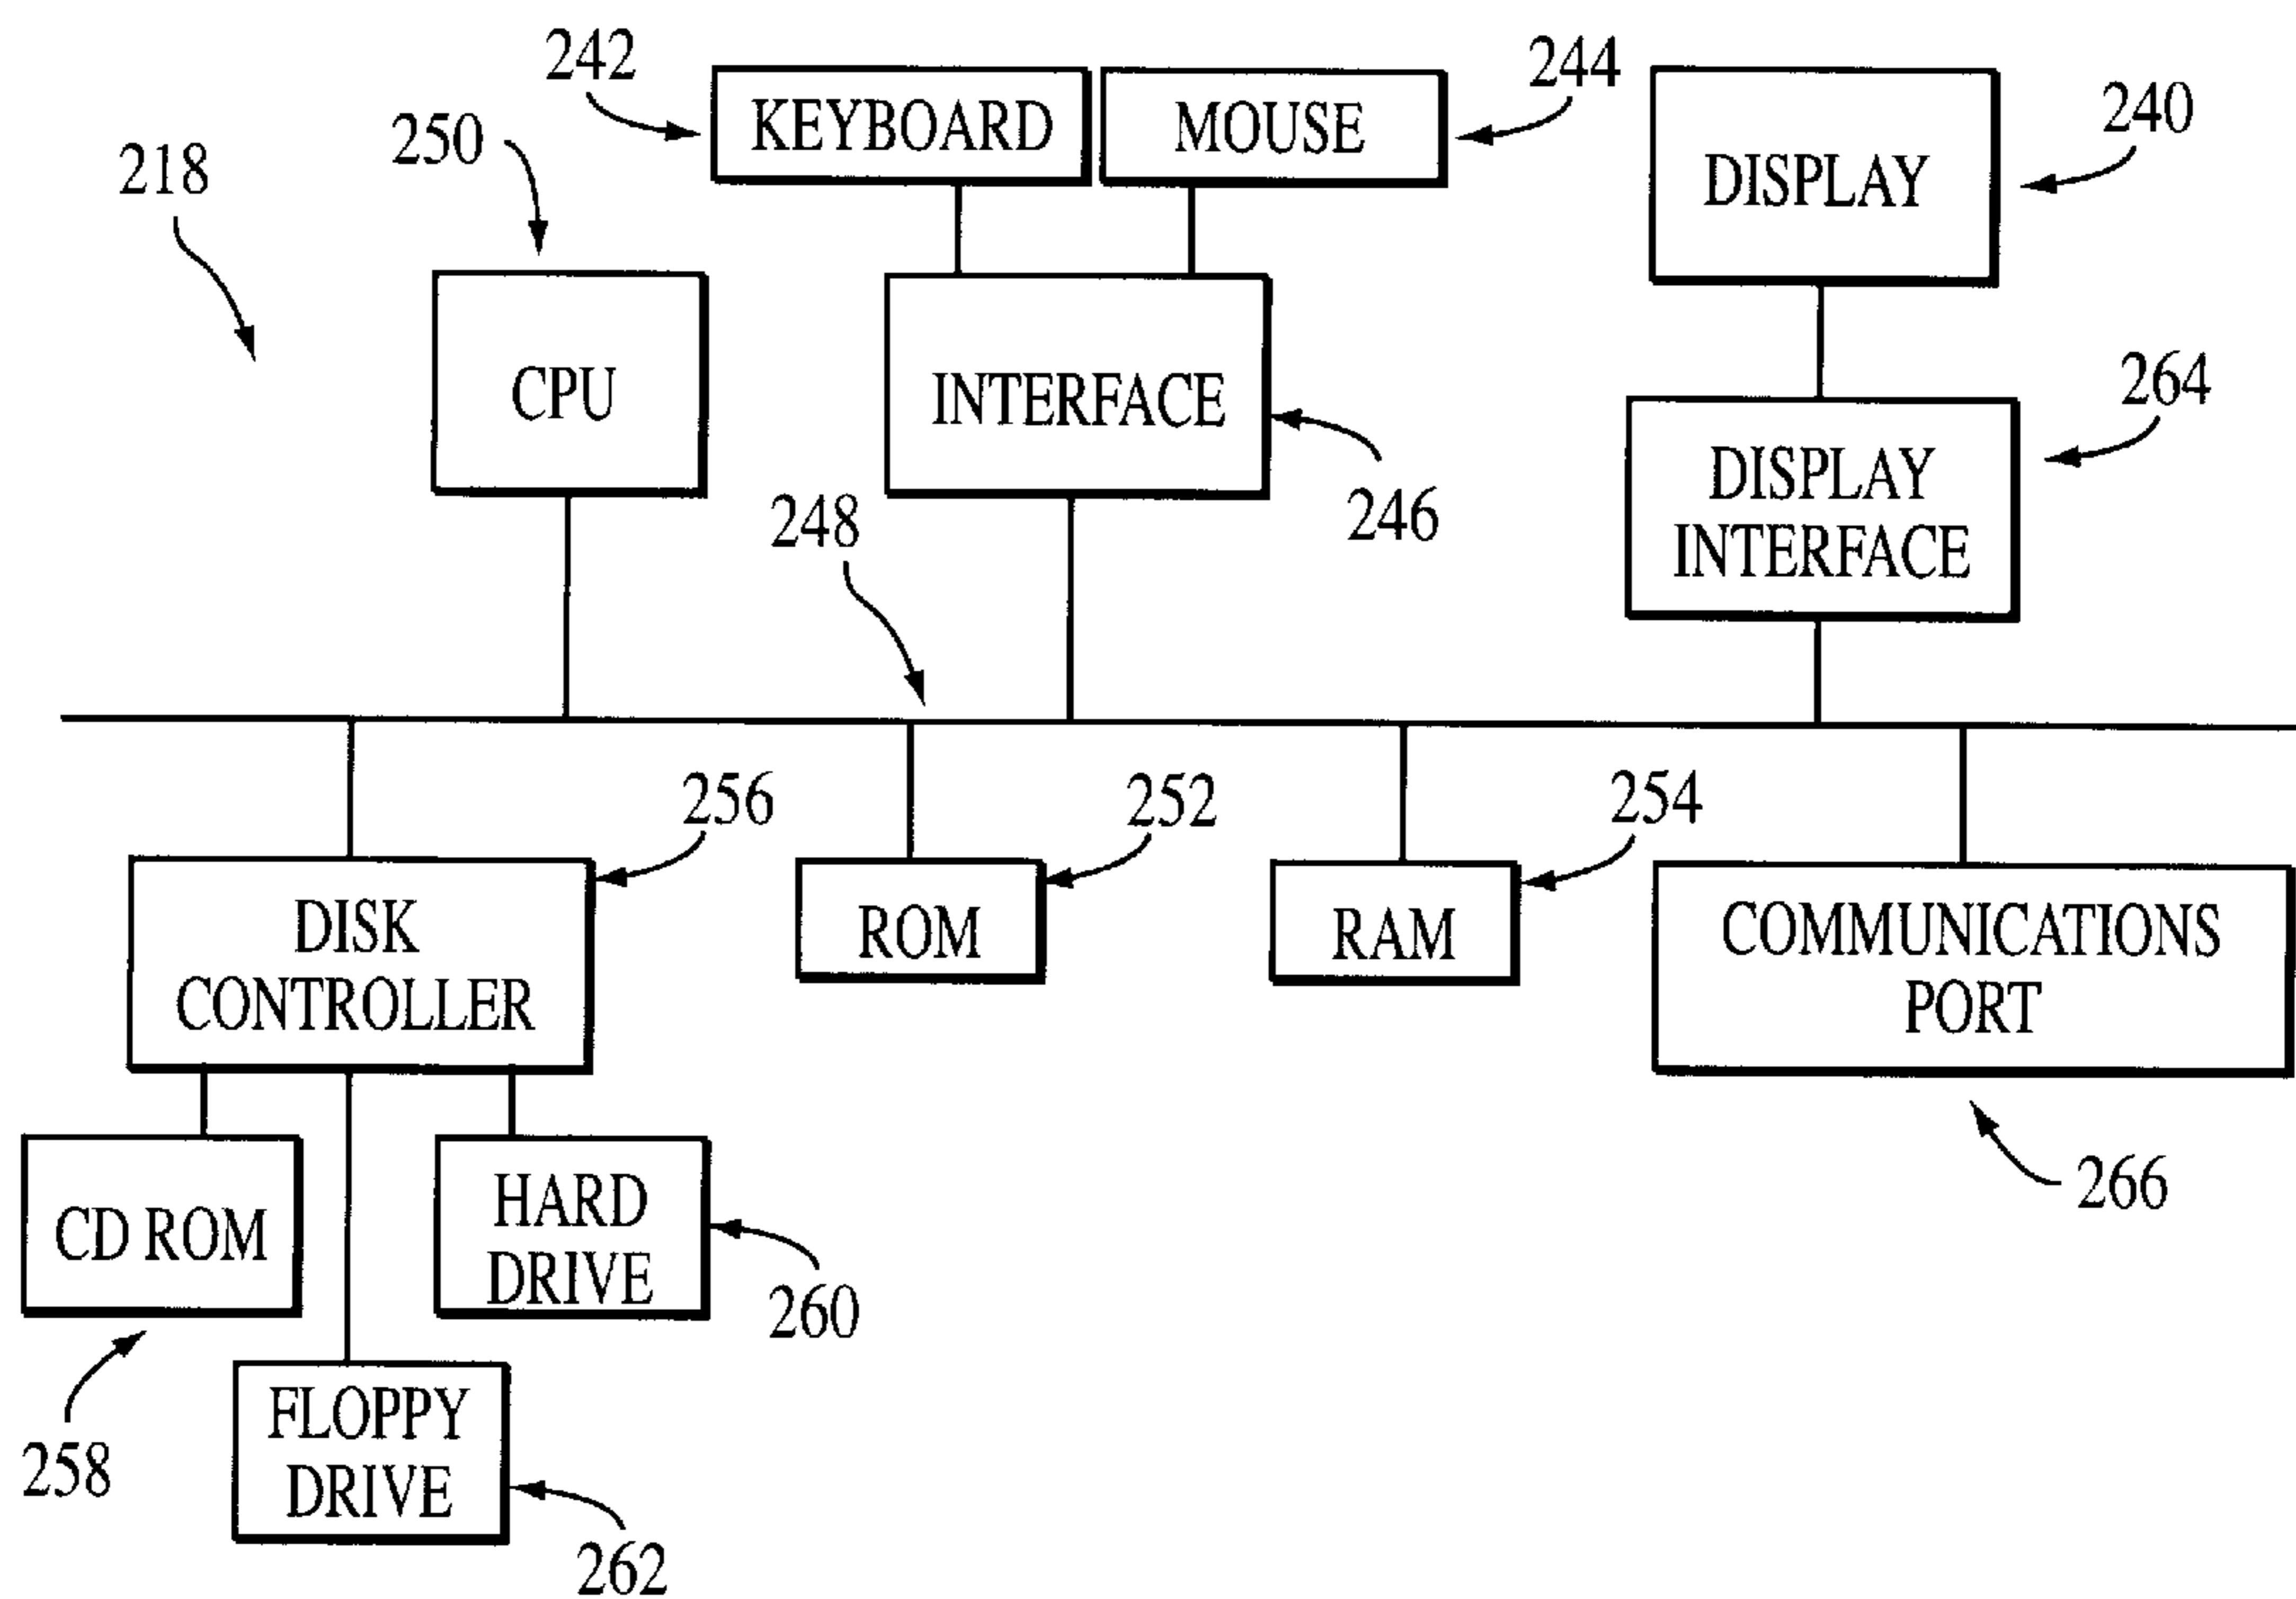 242
KEYBOARD
MOUSE
244
240
250
218
DISPLAY
CPU
INTERFACE
264
246
248
DISPLAY
INTERFACE
256
252
254
DISK
CONTROLLER
ROM
RAM
COMMUNICATIONS
PORT
266
CD ROM
HARD
DRIVE
260
258
FLOPPY
DRIVE
262